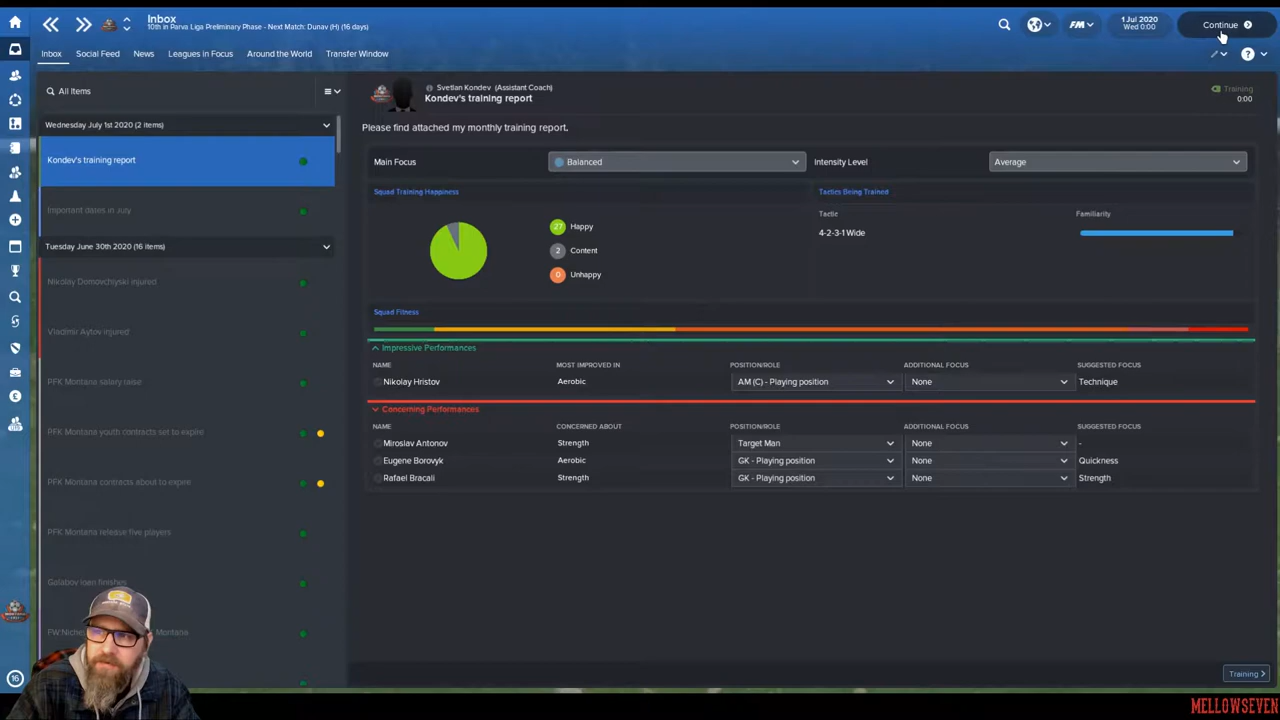 Inbox
10th in Parva Liga Preliminary Phase - Next Match: Dunav (H) (16 days)
FM
1 Jul 2020
Wed 0:00
Continue
Inbox
Social Feed
News
Leagues in Focus
Around the World
Transfer Window
?
All Items
Svetlan Kondev (Assistant Coach)
Kondev's training report
Training
0:00
Wednesday July 1st 2020 (2 items)
Kondev's training report
Important dates in July
Tuesday June 30th 2020 (16 items)
Nikolay Domovchiyski injured
Vladimir Aytov injured
PFK Montana salary raise
PFK Montana youth contracts set to expire
PFK Montana contracts about to expire
PFK Montana release five players
Golabov loan finishes
Montana
Please find attached my monthly training report.
Main Focus
Balanced
Intensity Level
Average
Squad Training Happiness
27 Happy
2 Content
0 Unhappy
Tactics Being Trained
Tactic
Familiarity
4-2-3-1 Wide
Squad Fitness
Impressive Performances
NAME
MOST IMPROVED IN
POSITION/ROLE
ADDITIONAL FOCUS
SUGGESTED FOCUS
Nikolay Hristov
Aerobic
AM (C) - Playing position
None
Technique
Concerning Performances
NAME
CONCERNED ABOUT
POSITION/ROLE
ADDITIONAL FOCUS
SUGGESTED FOCUS
Miroslav Antonov
Strength
Target Man
None
-
Eugene Borovyk
Aerobic
GK - Playing position
None
Quickness
Rafael Bracali
Strength
GK - Playing position
None
Strength
Training
16
MELLOWSEVEN